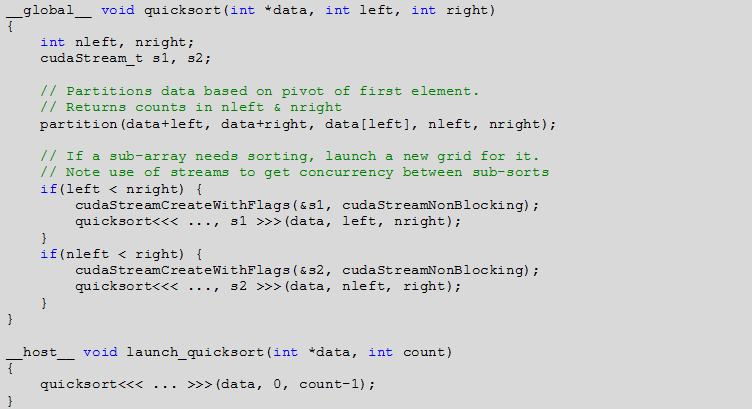 __global__ void quicksort(int *data, int left, int right)
{
    int nleft, nright;
    cudaStream_t s1, s2;

    // Partitions data based on pivot of first element.
    // Returns counts in nleft & nright
    partition(data+left, data+right, data[left], nleft, nright);

    // If a sub-array needs sorting, launch a new grid for it.
    // Note use of streams to get concurrency between sub-sorts
    if(left < nright) {
        cudaStreamCreateWithFlags(&s1, cudaStreamNonBlocking);
        quicksort<<< ..., s1 >>>(data, left, nright);
    }
    if(nleft < right) {
        cudaStreamCreateWithFlags(&s2, cudaStreamNonBlocking);
        quicksort<<< ..., s2 >>>(data, nleft, right);
    }
}

__host__ void launch_quicksort(int *data, int count)
{
    quicksort<<< ... >>>(data, 0, count-1);
}